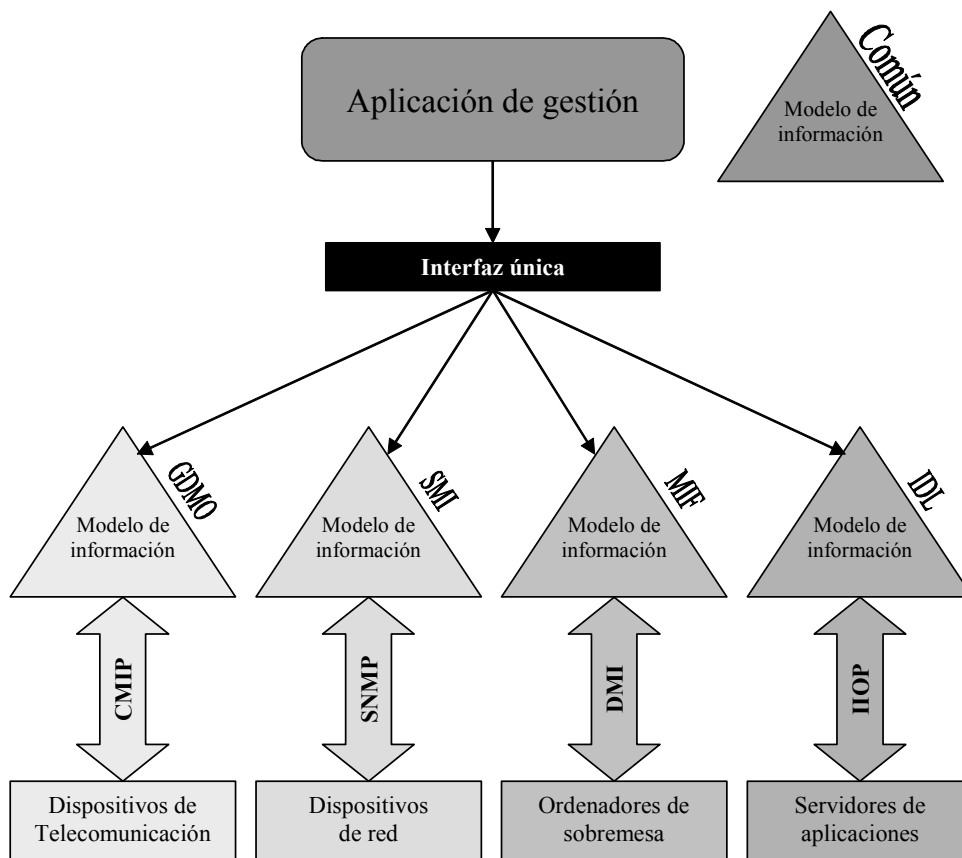 Aplicación de gestión
Común
Modelo de
información
Interfaz única
GDMO
Modelo de
información
SMI
Modelo de
información
MIF
Modelo de
información
IDL
Modelo de
información
CMIP
SNMP
DMI
IIOP
Dispositivos de
Telecomunicación
Dispositivos
de red
Ordenadores de
sobremesa
Servidores de
aplicaciones